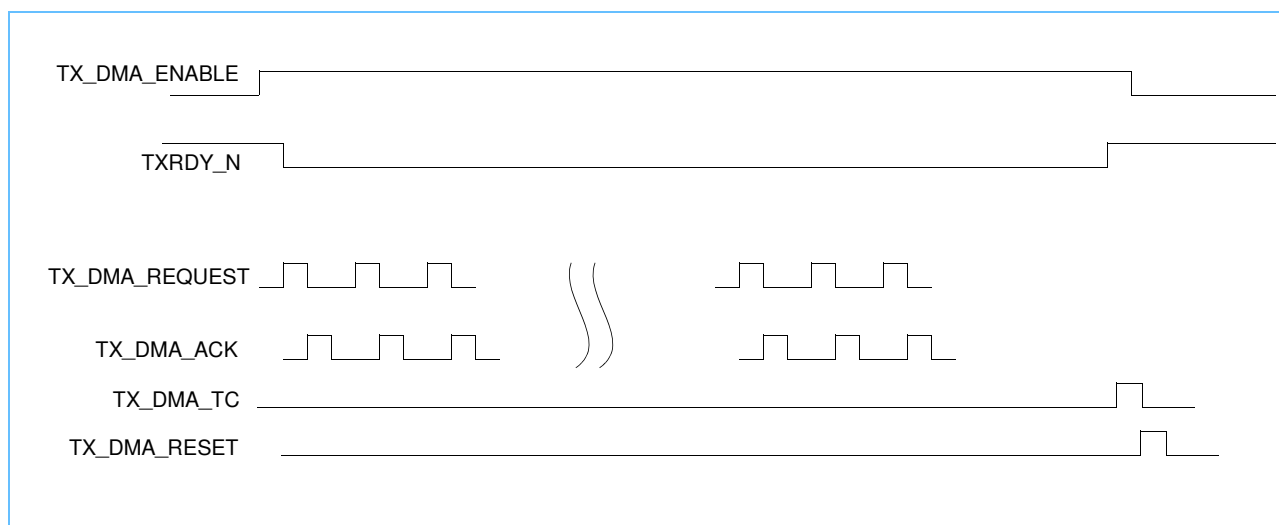 TX_DMA_ENABLE
TXRDY_N
TX_DMA_REQUEST
TX_DMA_ACK
TX_DMA_TC
TX_DMA_RESET